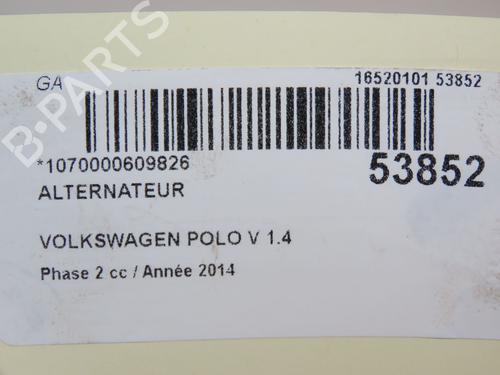 GA 16520101 53852
*1070000609826 53852
ALTERNATEUR
VOLKSWAGEN POLO V 1.4
Phase 2 cc / Année 2014
B-PARTS